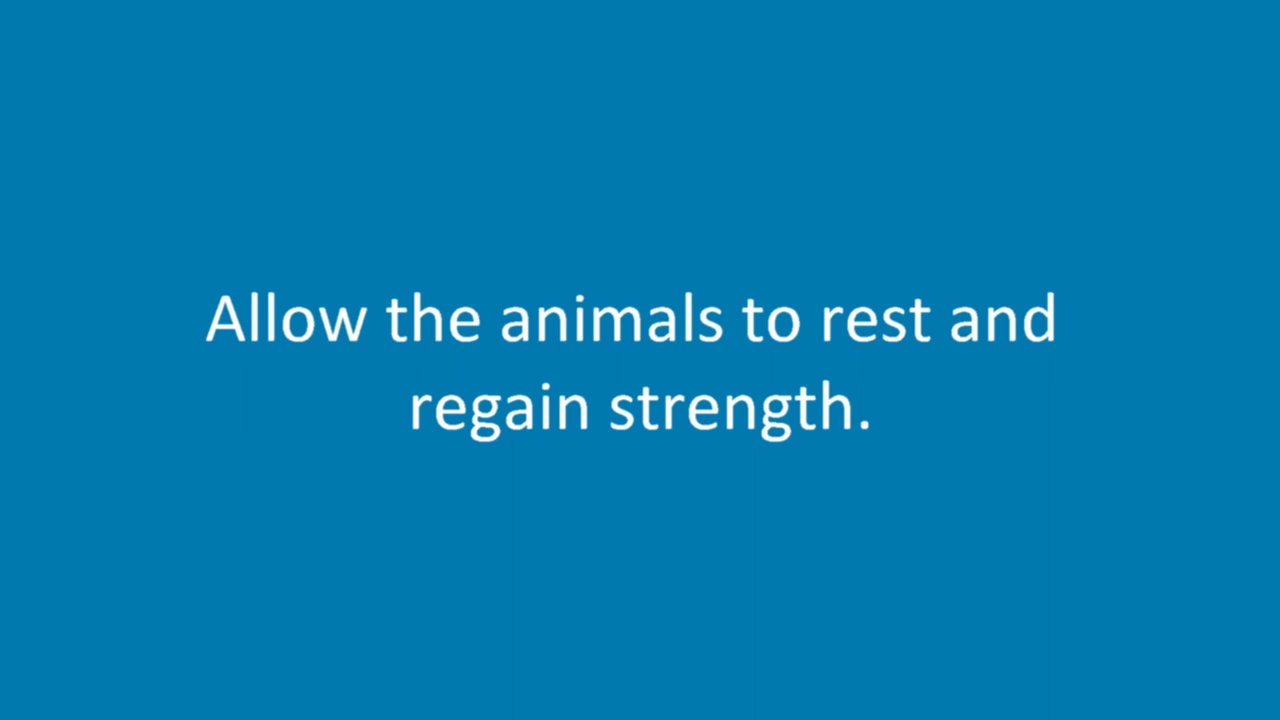 Allow the animals to rest and
regain strength.